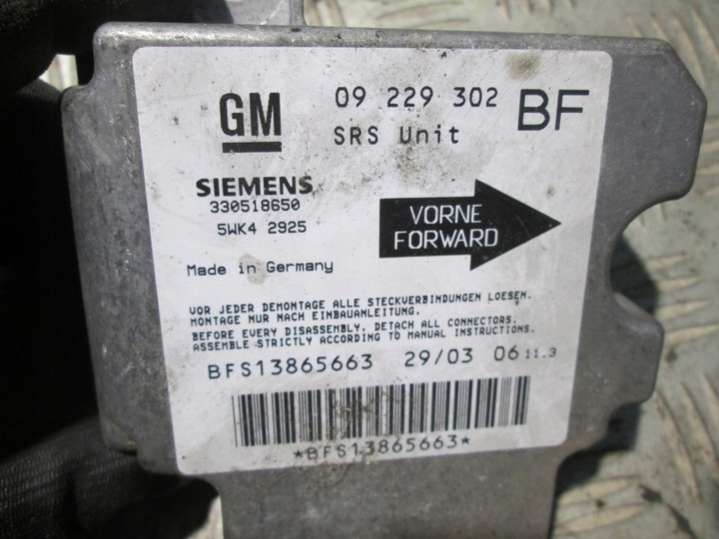 GM 09 229 302 BF
SRS Unit
SIEMENS
330518650
5WK4 2925
VORNE
FORWARD
Made in Germany
VOR JEDER DEMONTAGE ALLE STECKVERBINDUNGEN LOESEN.
MONTAGE NUR NACH EINBAUANLEITUNG.
BEFORE EVERY DISASSEMBLY, DETACH ALL CONNECTORS.
ASSEMBLE STRICTLY ACCORDING TO MANUAL INSTRUCTIONS.
BFS13865663 29/03 06 11.3
*BFS13865663*